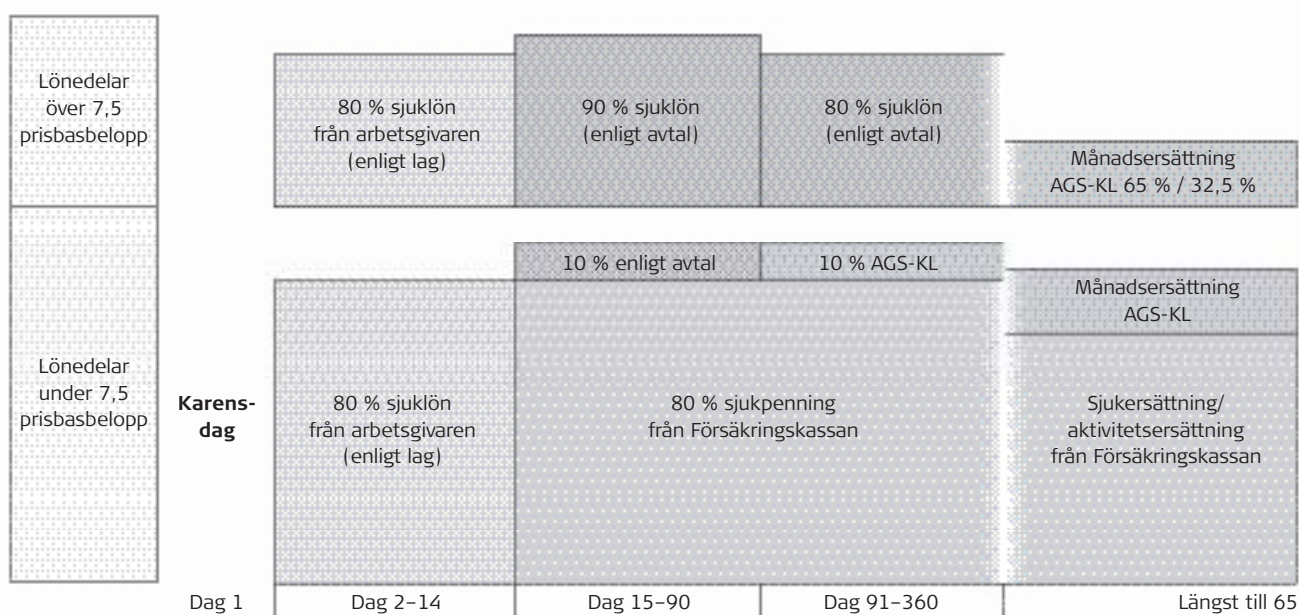 Lönedelar
över 7,5
prisbasbelopp
80 % sjuklön
från arbetsgivaren
(enligt lag)
90 % sjuklön
(enligt avtal)
80 % sjuklön
(enligt avtal)
Månadsersättning
AGS-KL 65 % / 32,5 %
10 % enligt avtal
10 % AGS-KL
Månadsersättning
AGS-KL
Lönedelar
under 7,5
prisbasbelopp
Karens-
dag
80 % sjuklön
från arbetsgivaren
(enligt lag)
80 % sjukpenning
från Försäkringskassan
Sjukersättning/
aktivitetsersättning
från Försäkringskassan
Dag 1
Dag 2–14
Dag 15–90
Dag 91–360
Längst till 65